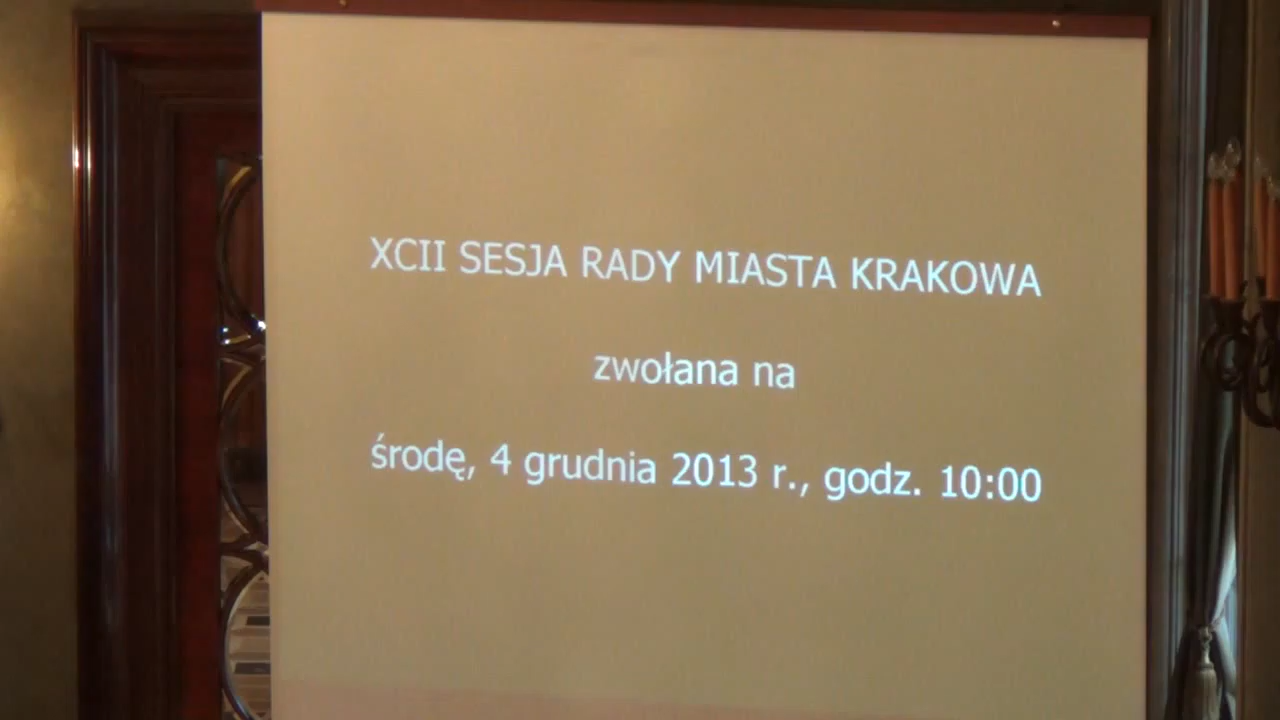 XCII SESJA RADY MIASTA KRAKOWA
zwołana na
środę, 4 grudnia 2013 r., godz. 10:00